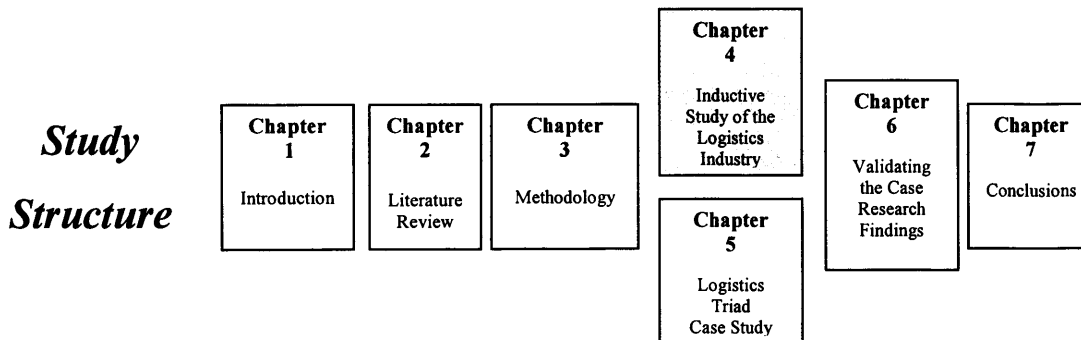 Study
Structure
Chapter
1
Introduction
Chapter
2
Literature
Review
Chapter
3
Methodology
Chapter
4
Inductive
Study of the
Logistics
Industry
Chapter
5
Logistics
Triad
Case Study
Chapter
6
Validating
the Case
Research
Findings
Chapter
7
Conclusions